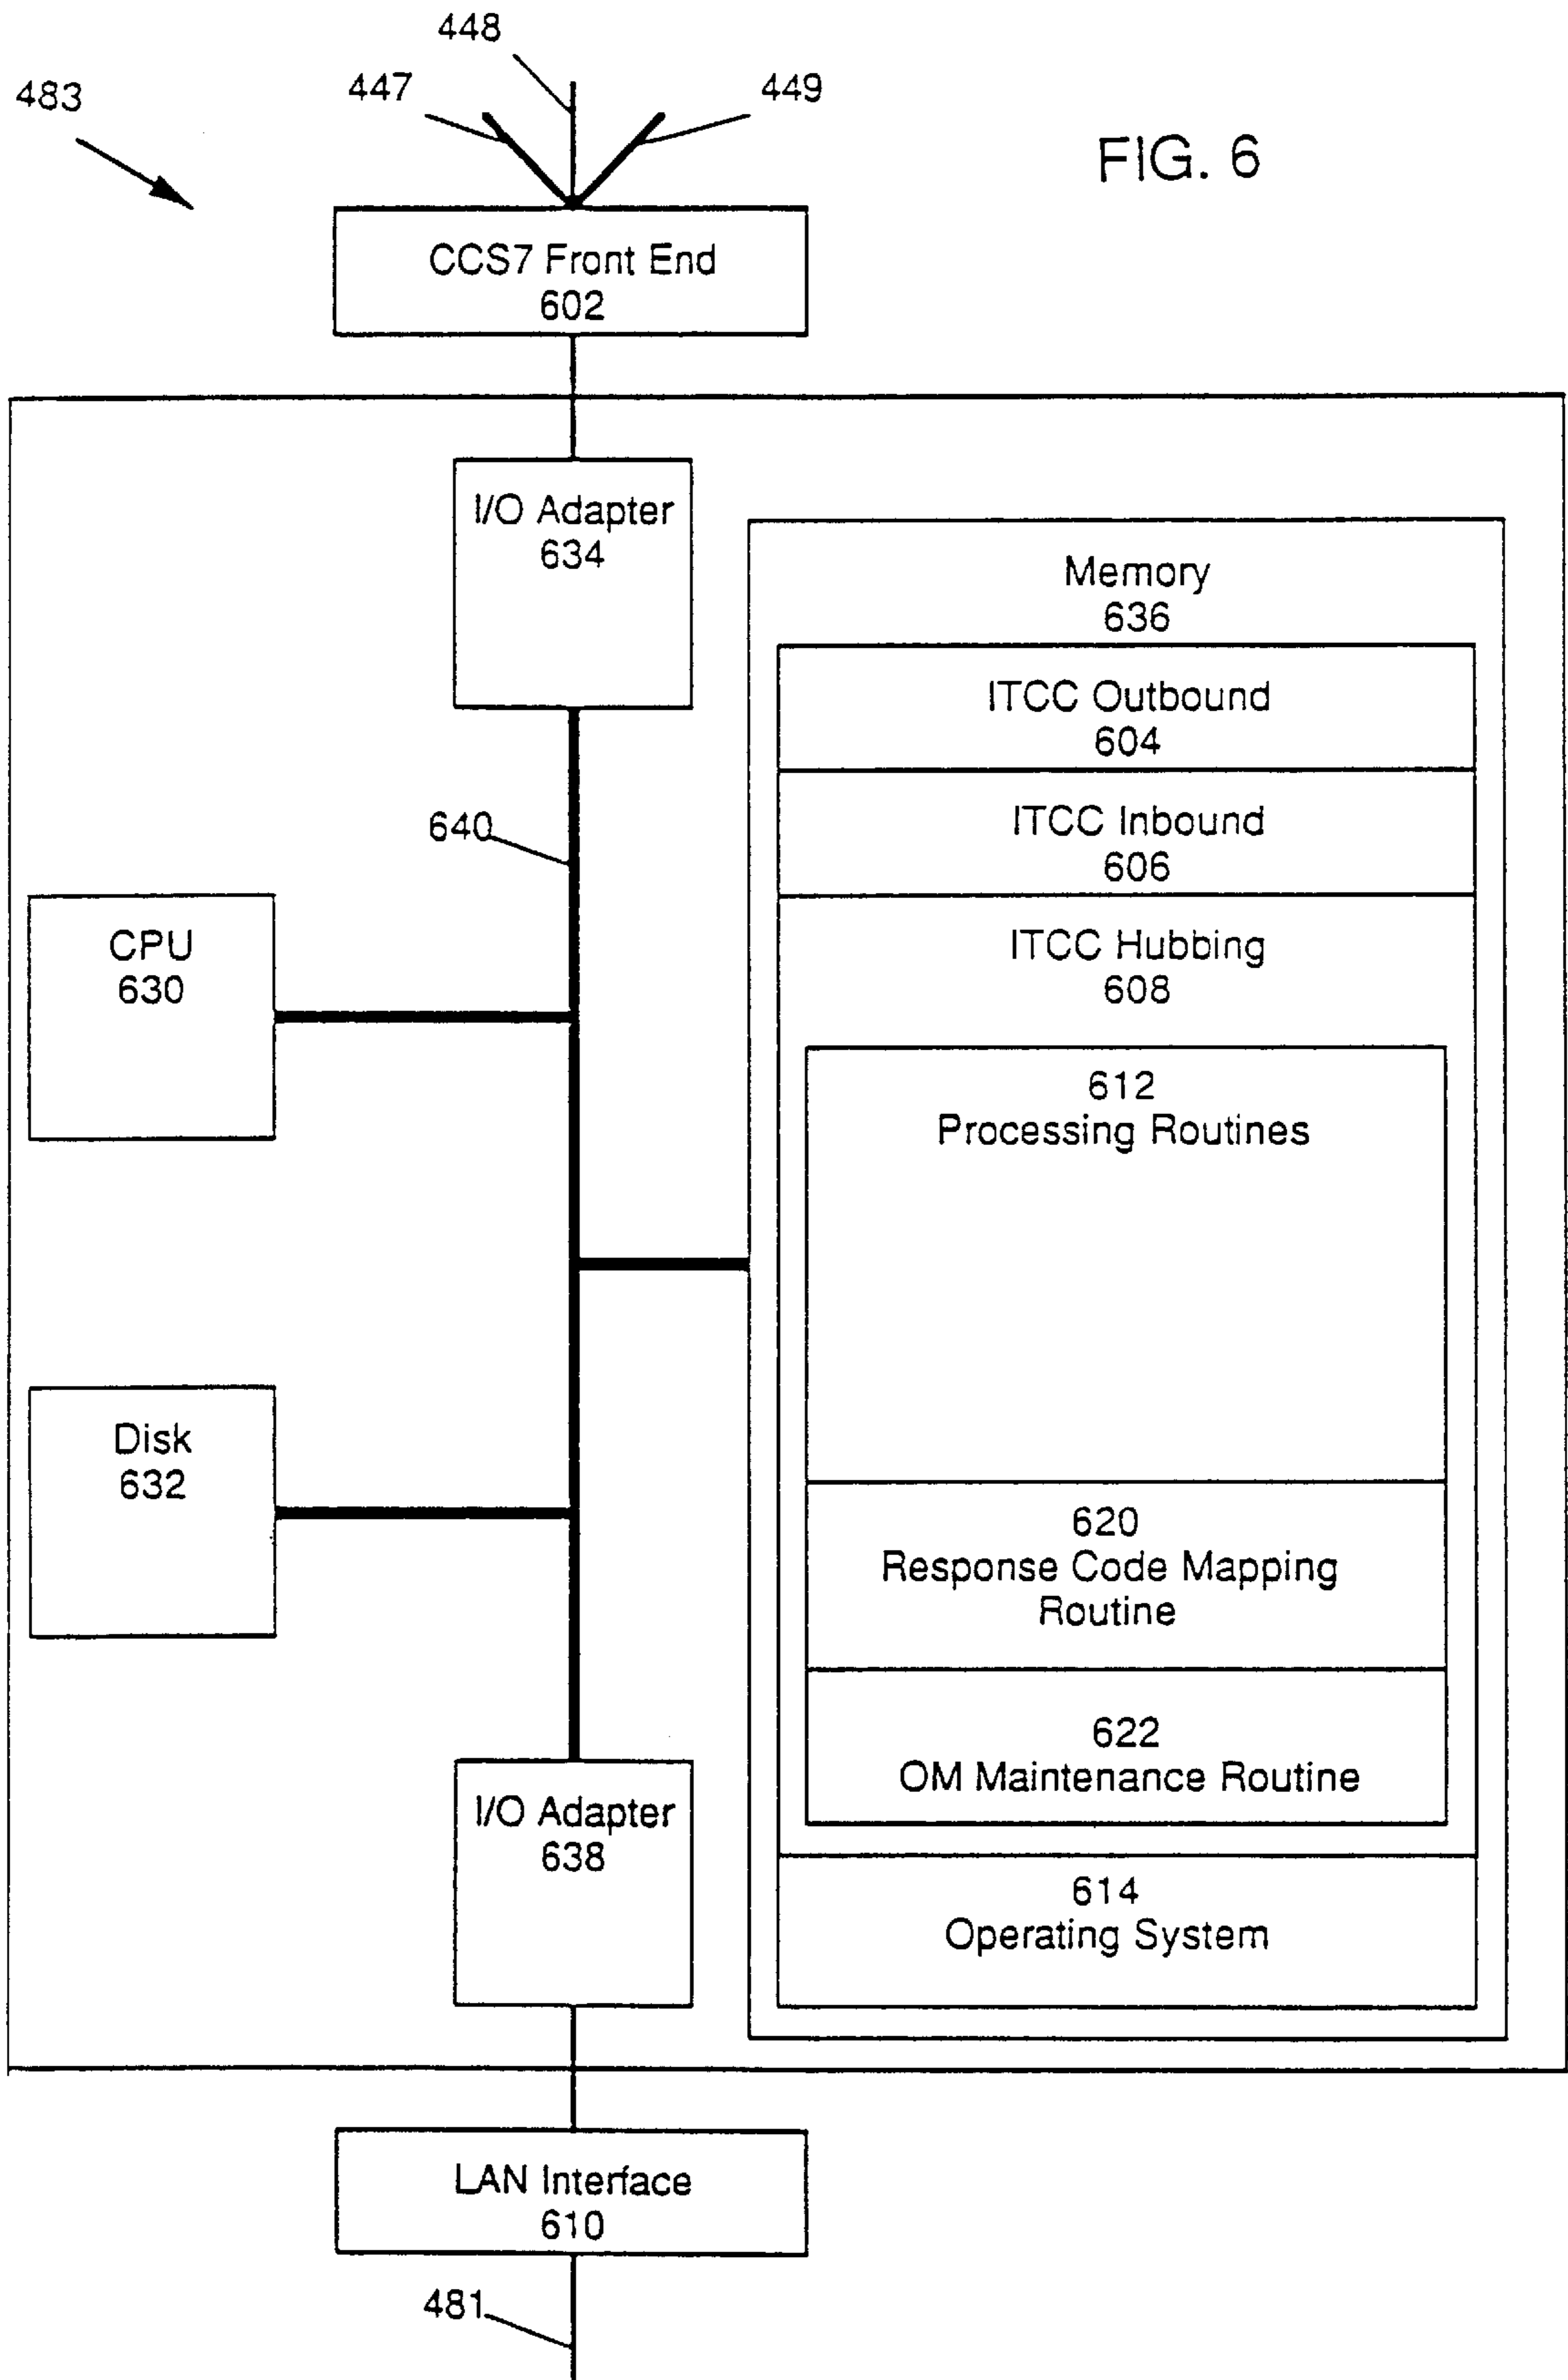 448
447
449
483
FIG. 6
CCS7 Front End
602
I/O Adapter
634
Memory
636
ITCC Outbound
604
ITCC Inbound
606
640
CPU
630
ITCC Hubbing
608
612
Processing Routines
Disk
632
620
Response Code Mapping
Routine
622
OM Maintenance Routine
I/O Adapter
638
614
Operating System
LAN Interface
610
481